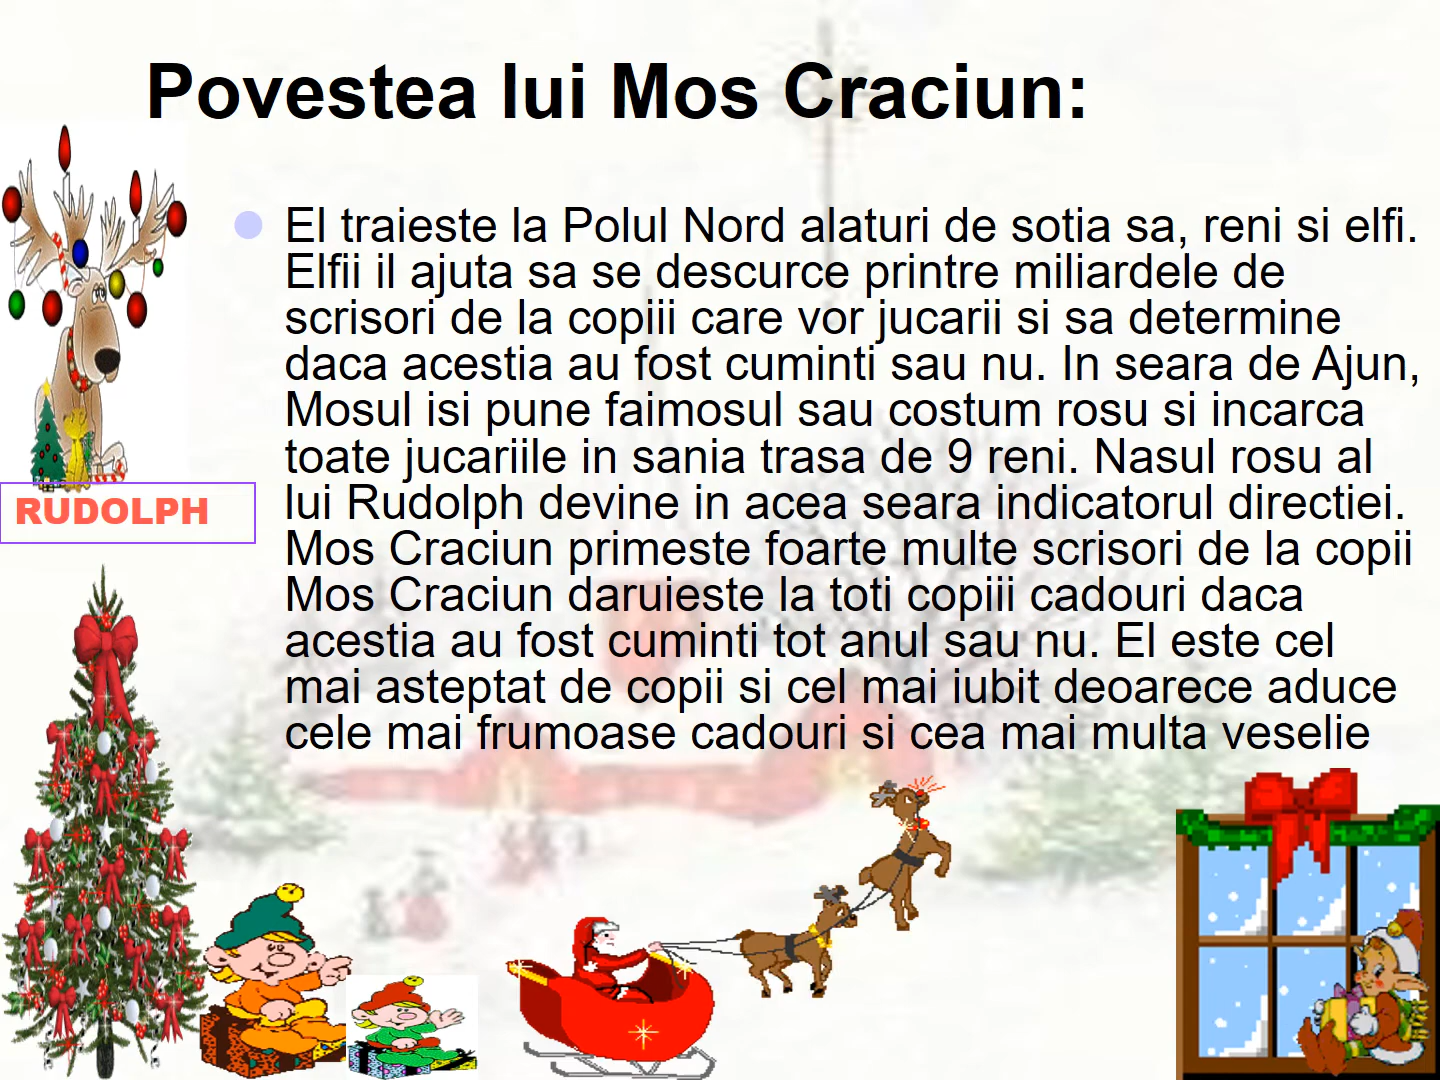 Povestea lui Mos Craciun:
El traieste la Polul Nord alaturi de sotia sa, reni si elfi.
Elfii il ajuta sa se descurce printre miliardele de
scrisori de la copiii care vor jucarii si sa determine
daca acestia au fost cuminti sau nu. In seara de Ajun,
Mosul isi pune faimosul sau costum rosu si incarca
toate jucariile in sania trasa de 9 reni. Nasul rosu al
lui Rudolph devine in acea seara indicatorul directiei.
Mos Craciun primeste foarte multe scrisori de la copii
Mos Craciun daruieste la toti copiii cadouri daca
acestia au fost cuminti tot anul sau nu. El este cel
mai asteptat de copii si cel mai iubit deoarece aduce
cele mai frumoase cadouri si cea mai multa veselie
RUDOLPH